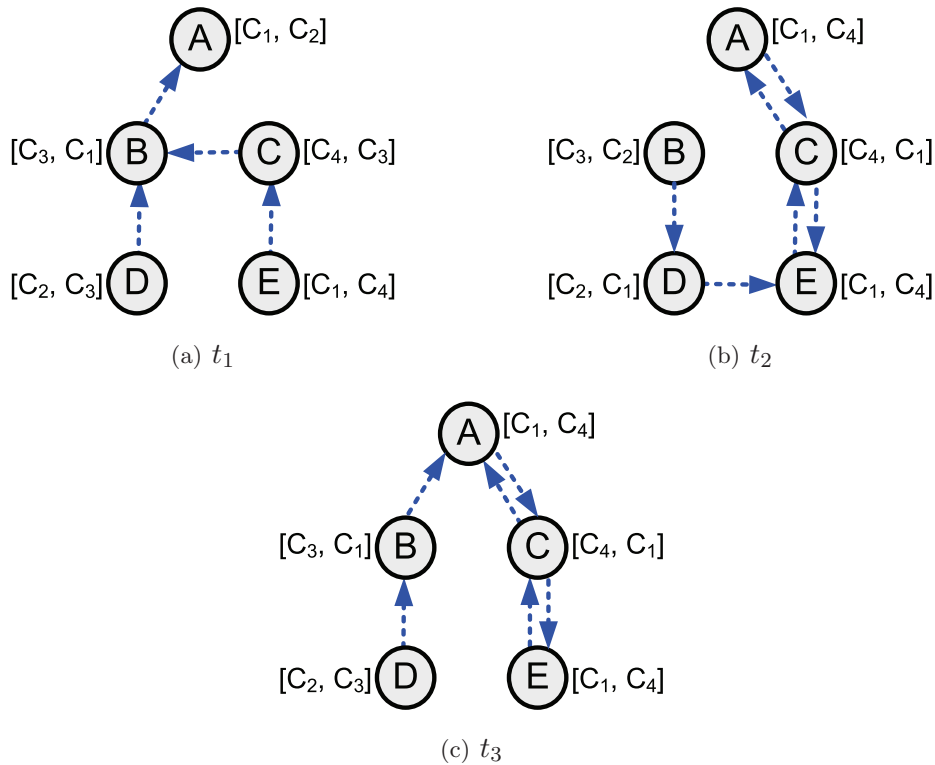 A [C₁, C₂]
[C₃, C₁] B C [C₄, C₃]
[C₂, C₃] D E [C₁, C₄]
(a) t₁
A [C₁, C₄]
[C₃, C₂] B C [C₄, C₁]
[C₂, C₁] D E [C₁, C₄]
(b) t₂
A [C₁, C₄]
[C₃, C₁] B C [C₄, C₁]
[C₂, C₃] D E [C₁, C₄]
(c) t₃